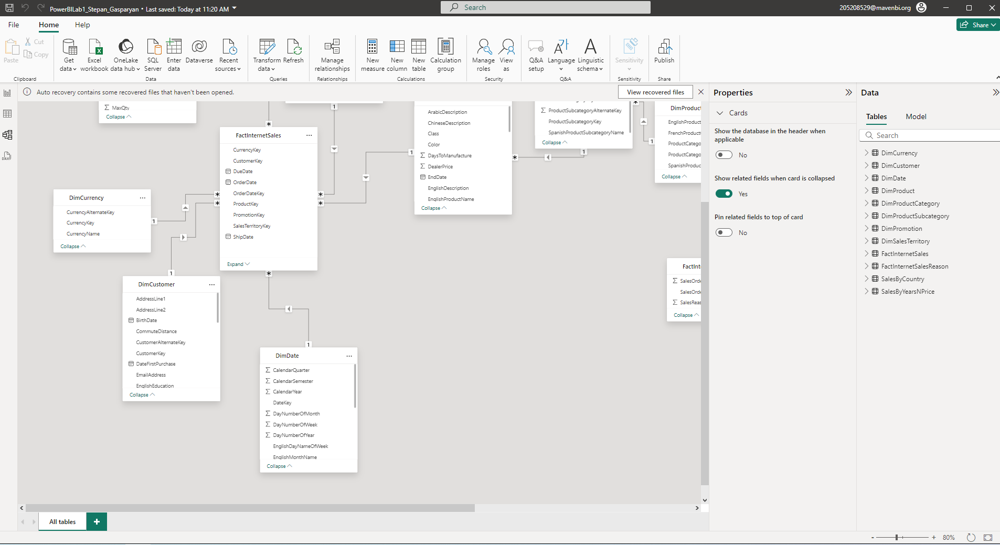 PowerBILab1_Stepan_Gasparyan • Last saved: Today at 11:20 AM
Search
205208529@mavenbi.org
File
Home
Help
Share
Paste
Cut
Copy
Clipboard
Get data
Excel workbook
OneLake data hub
SQL Server
Enter data
Dataverse
Recent sources
Data
Transform data
Refresh
Queries
Manage relationships
Relationships
New measure
New column
New table
Calculation group
Calculations
Manage roles
View as
Security
Q&A setup
Language
Linguistic schema
Q&A
Sensitivity
Sensitivity
Publish
Share
Auto recovery contains some recovered files that haven't been opened.
View recovered files
MaxQty
Collapse
FactInternetSales
CurrencyKey
CustomerKey
DueDate
OrderDate
OrderDateKey
ProductKey
PromotionKey
SalesTerritoryKey
ShipDate
Expand
DimCurrency
CurrencyAlternateKey
CurrencyKey
CurrencyName
Collapse
DimCustomer
AddressLine1
AddressLine2
BirthDate
CommuteDistance
CustomerAlternateKey
CustomerKey
DateFirstPurchase
EmailAddress
EnglishEducation
Collapse
DimDate
CalendarQuarter
CalendarSemester
CalendarYear
DateKey
DayNumberOfMonth
DayNumberOfWeek
DayNumberOfYear
EnglishDayNameOfWeek
EnglishMonthName
Collapse
ArabicDescription
ChineseDescription
Class
Color
DaysToManufacture
DealerPrice
EndDate
EnglishDescription
EnglishProductName
Collapse
ProductSubcategoryAlternateKey
ProductSubcategoryKey
SpanishProductSubcategoryName
Collapse
DimProduct
EnglishProduct
FrenchProduct
ProductCatego
ProductCatego
SpanishProduc
Collapse
FactInt
SalesOrde
SalesOrde
SalesReas
Collapse
1
1
1
1
1
1
1
All tables
Properties
Cards
Show the database in the header when
applicable
No
Show related fields when card is collapsed
Yes
Pin related fields to top of card
No
Data
Tables
Model
Search
DimCurrency
DimCustomer
DimDate
DimProduct
DimProductCategory
DimProductSubcategory
DimPromotion
DimSalesTerritory
FactInternetSales
FactInternetSalesReason
SalesByCountry
SalesByYearsNPrice
80%